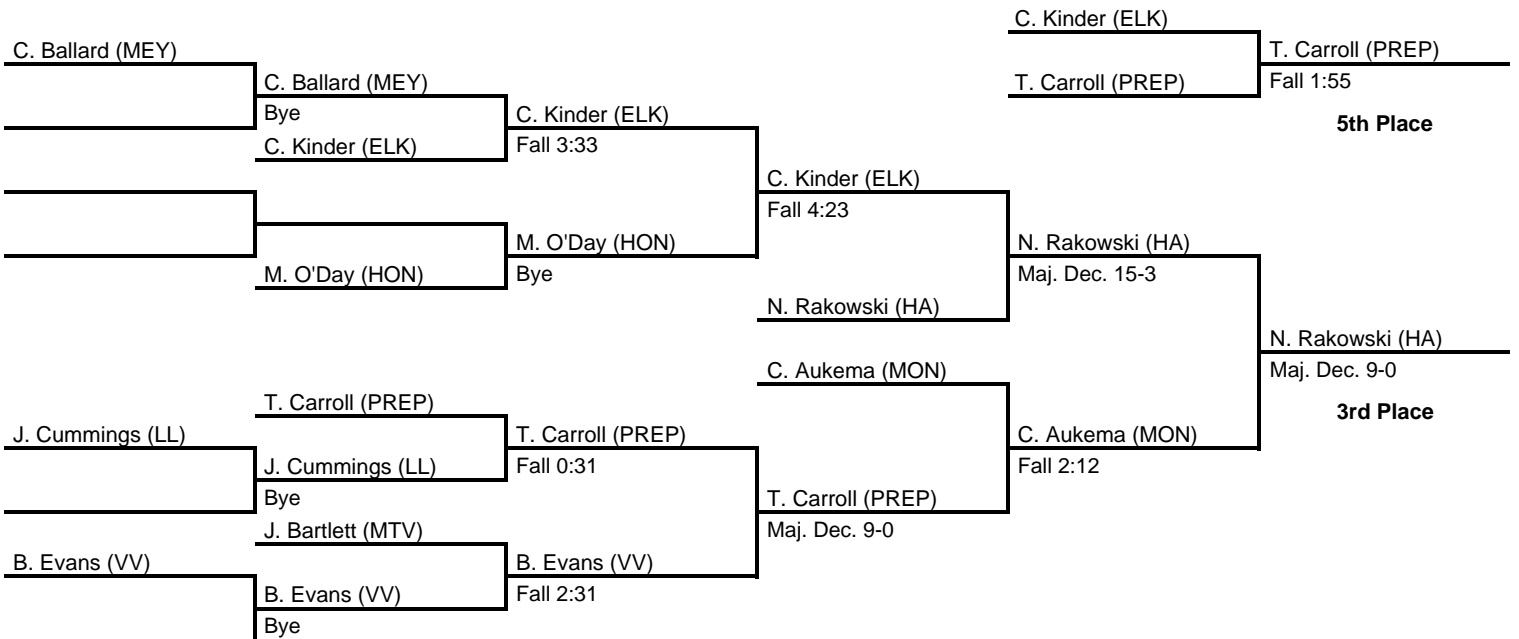 C. Kinder (ELK)
C. Ballard (MEY)
T. Carroll (PREP)
C. Ballard (MEY)
T. Carroll (PREP)
Fall 1:55
Bye
C. Kinder (ELK)
5th Place
C. Kinder (ELK)
Fall 3:33
C. Kinder (ELK)
Fall 4:23
M. O'Day (HON)
N. Rakowski (HA)
M. O'Day (HON)
Bye
Maj. Dec. 15-3
N. Rakowski (HA)
N. Rakowski (HA)
C. Aukema (MON)
Maj. Dec. 9-0
T. Carroll (PREP)
3rd Place
J. Cummings (LL)
T. Carroll (PREP)
C. Aukema (MON)
J. Cummings (LL)
Fall 0:31
Fall 2:12
Bye
T. Carroll (PREP)
J. Bartlett (MTV)
Maj. Dec. 9-0
B. Evans (VV)
B. Evans (VV)
B. Evans (VV)
Fall 2:31
Bye